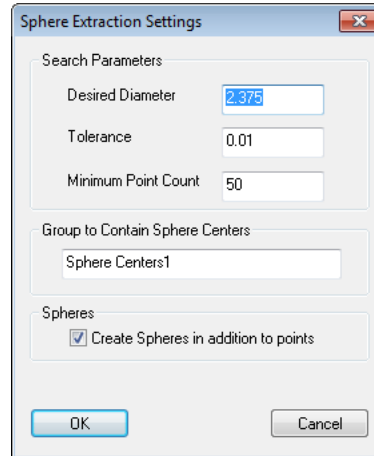 Sphere Extraction Settings
Search Parameters
Desired Diameter 2.375
Tolerance 0.01
Minimum Point Count 50
Group to Contain Sphere Centers
Sphere Centers1
Spheres
Create Spheres in addition to points
OK Cancel